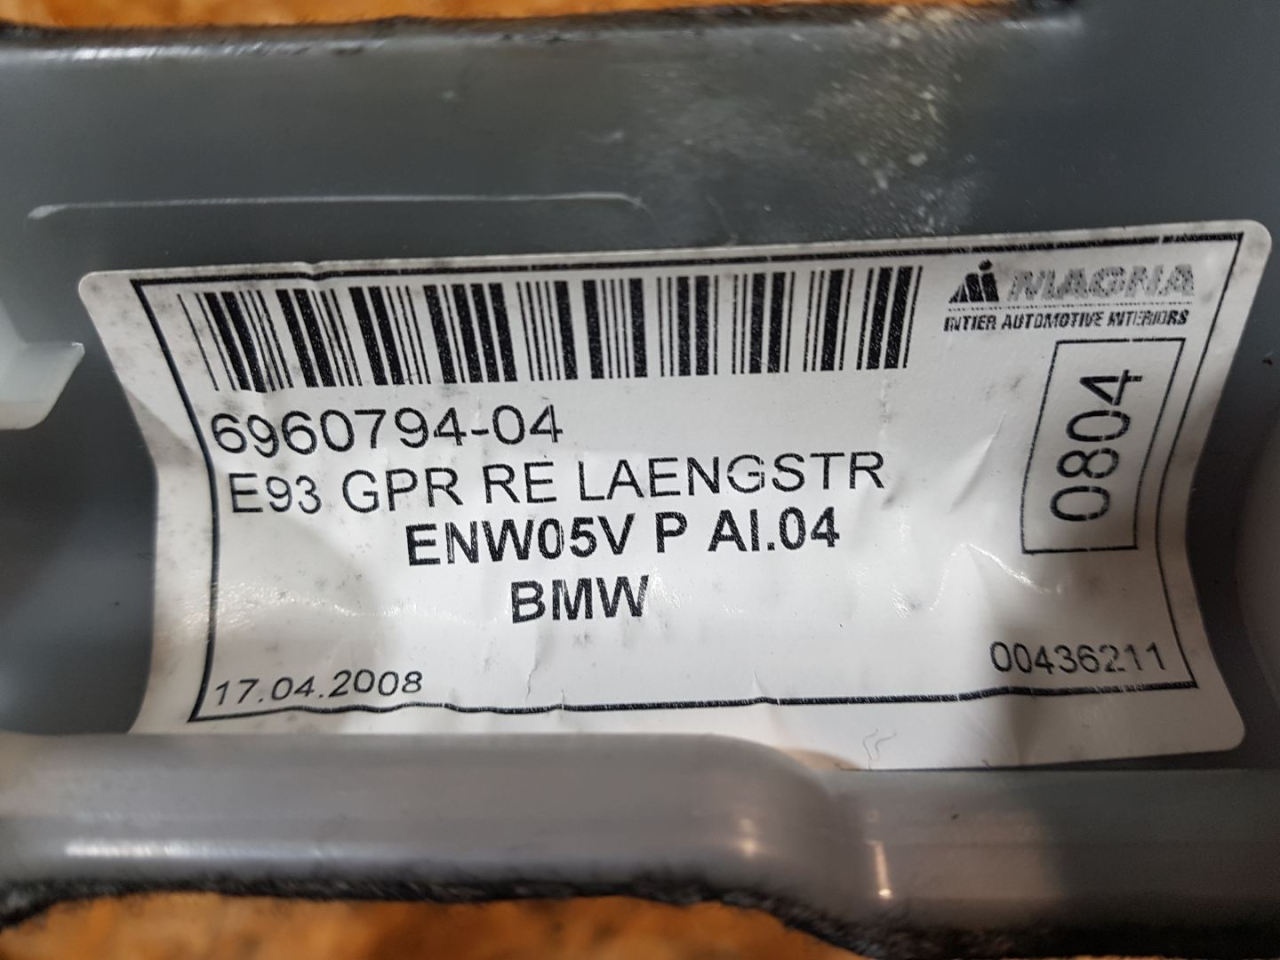 MAGNA
INTIER AUTOMOTIVE INTERIORS
6960794-04
0804
E93 GPR RE LAENGSTR
ENW05V P AI.04
BMW
17.04.2008
00436211